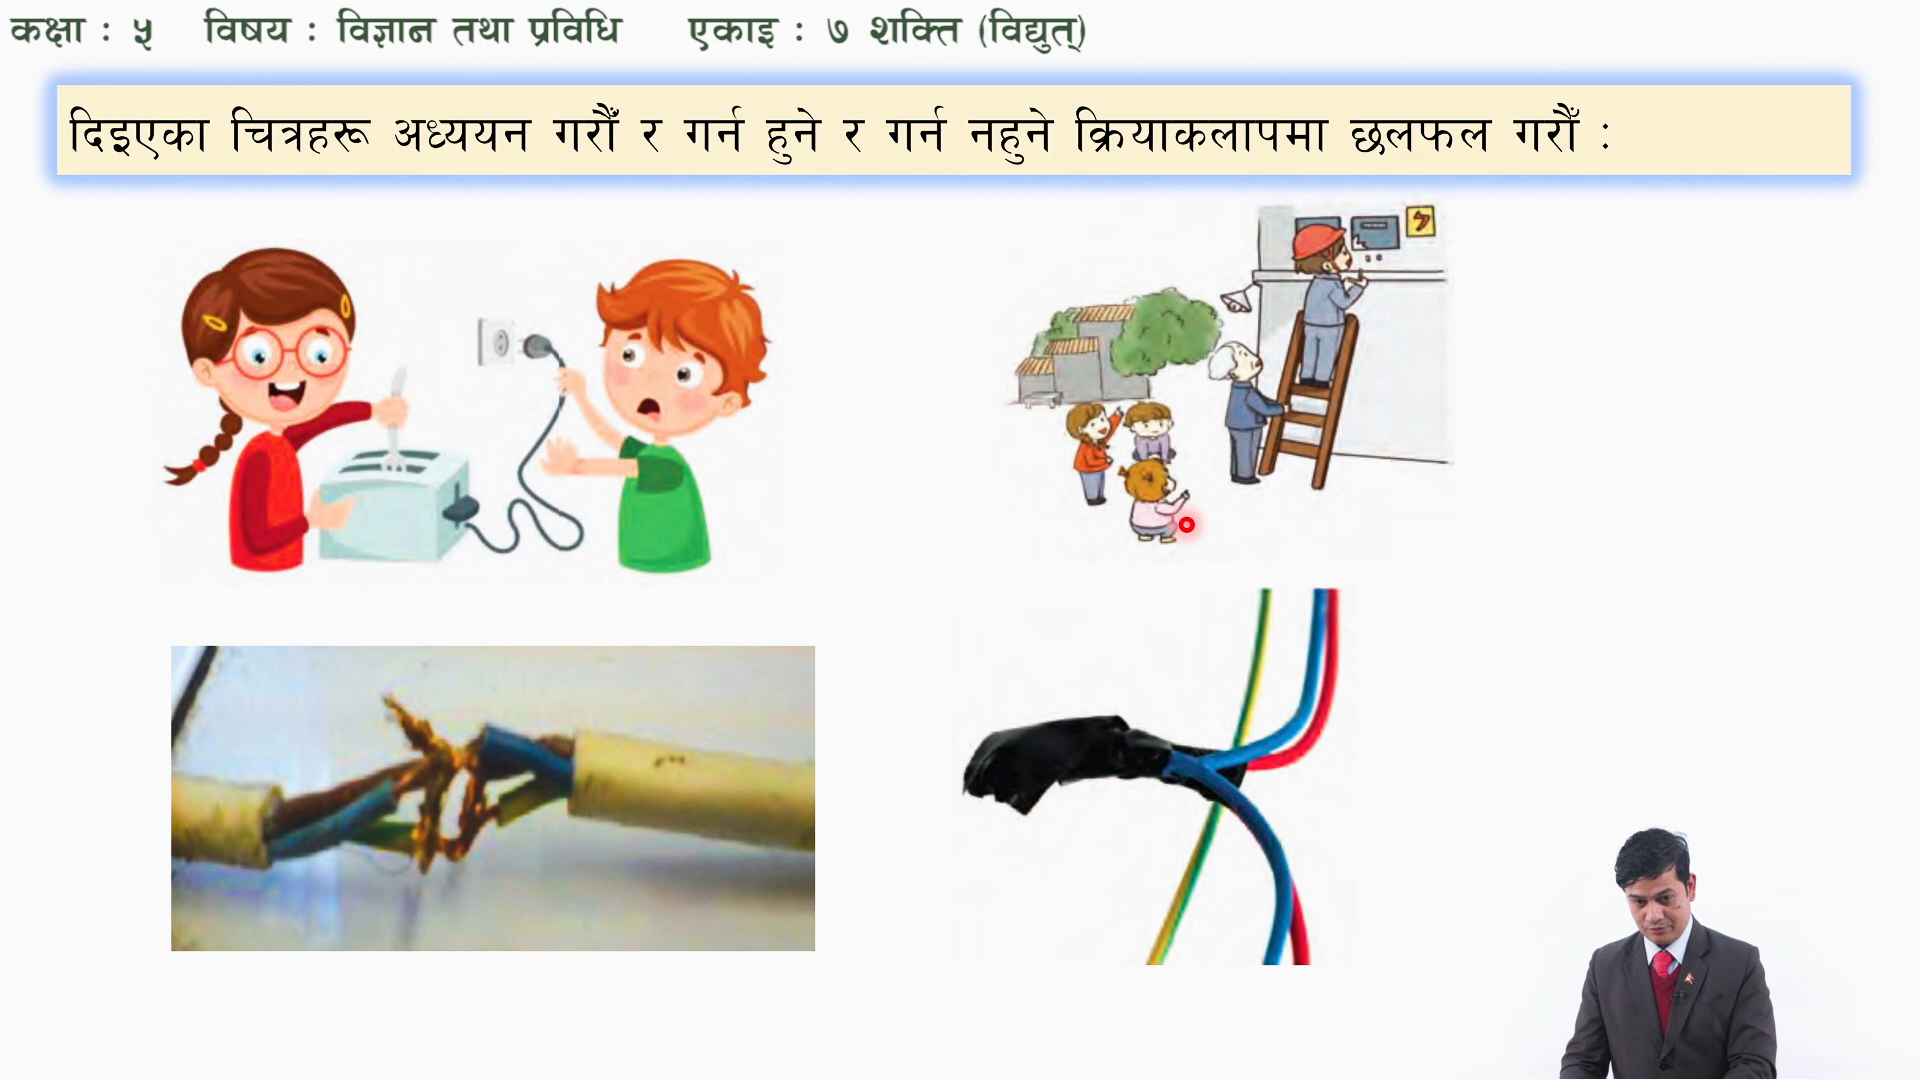 कक्षा : ५ विषय : विज्ञान तथा प्रविधि एकाइ : ७ शक्ति (विद्युत्)
दिइएका चित्रहरू अध्ययन गरौँ र गर्न हुने र गर्न नहुने क्रियाकलापमा छलफल गरौँ :